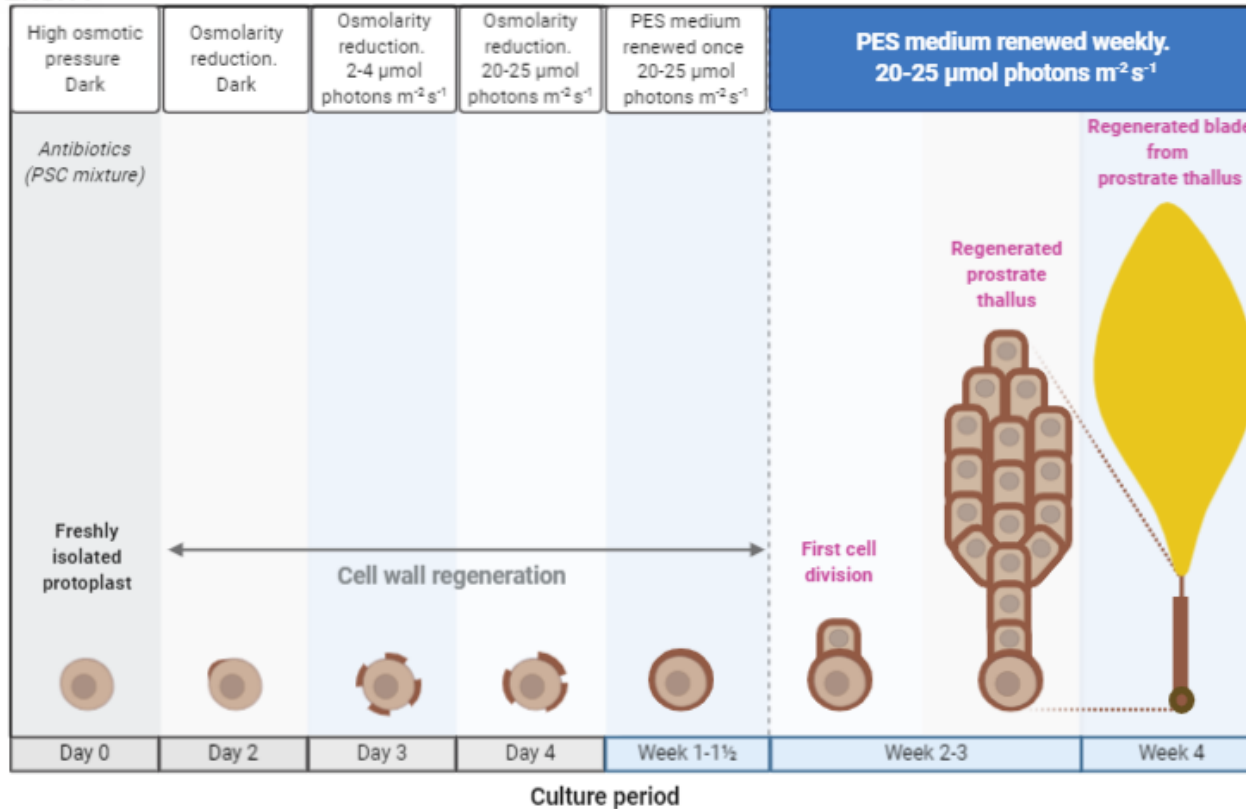 High osmotic
pressure
Dark
Osmolarity
reduction.
Dark
Osmolarity
reduction.
2-4 µmol
photons m⁻² s⁻¹
Osmolarity
reduction.
20-25 µmol
photons m⁻² s⁻¹
PES medium
renewed once
20-25 µmol
photons m⁻² s⁻¹
PES medium renewed weekly.
20-25 µmol photons m⁻² s⁻¹
Antibiotics
(PSC mixture)
Regenerated blade
from
prostrate thallus
Regenerated
prostrate
thallus
Freshly
isolated
protoplast
Cell wall regeneration
First cell
division
Day 0
Day 2
Day 3
Day 4
Week 1-1½
Week 2-3
Week 4
Culture period